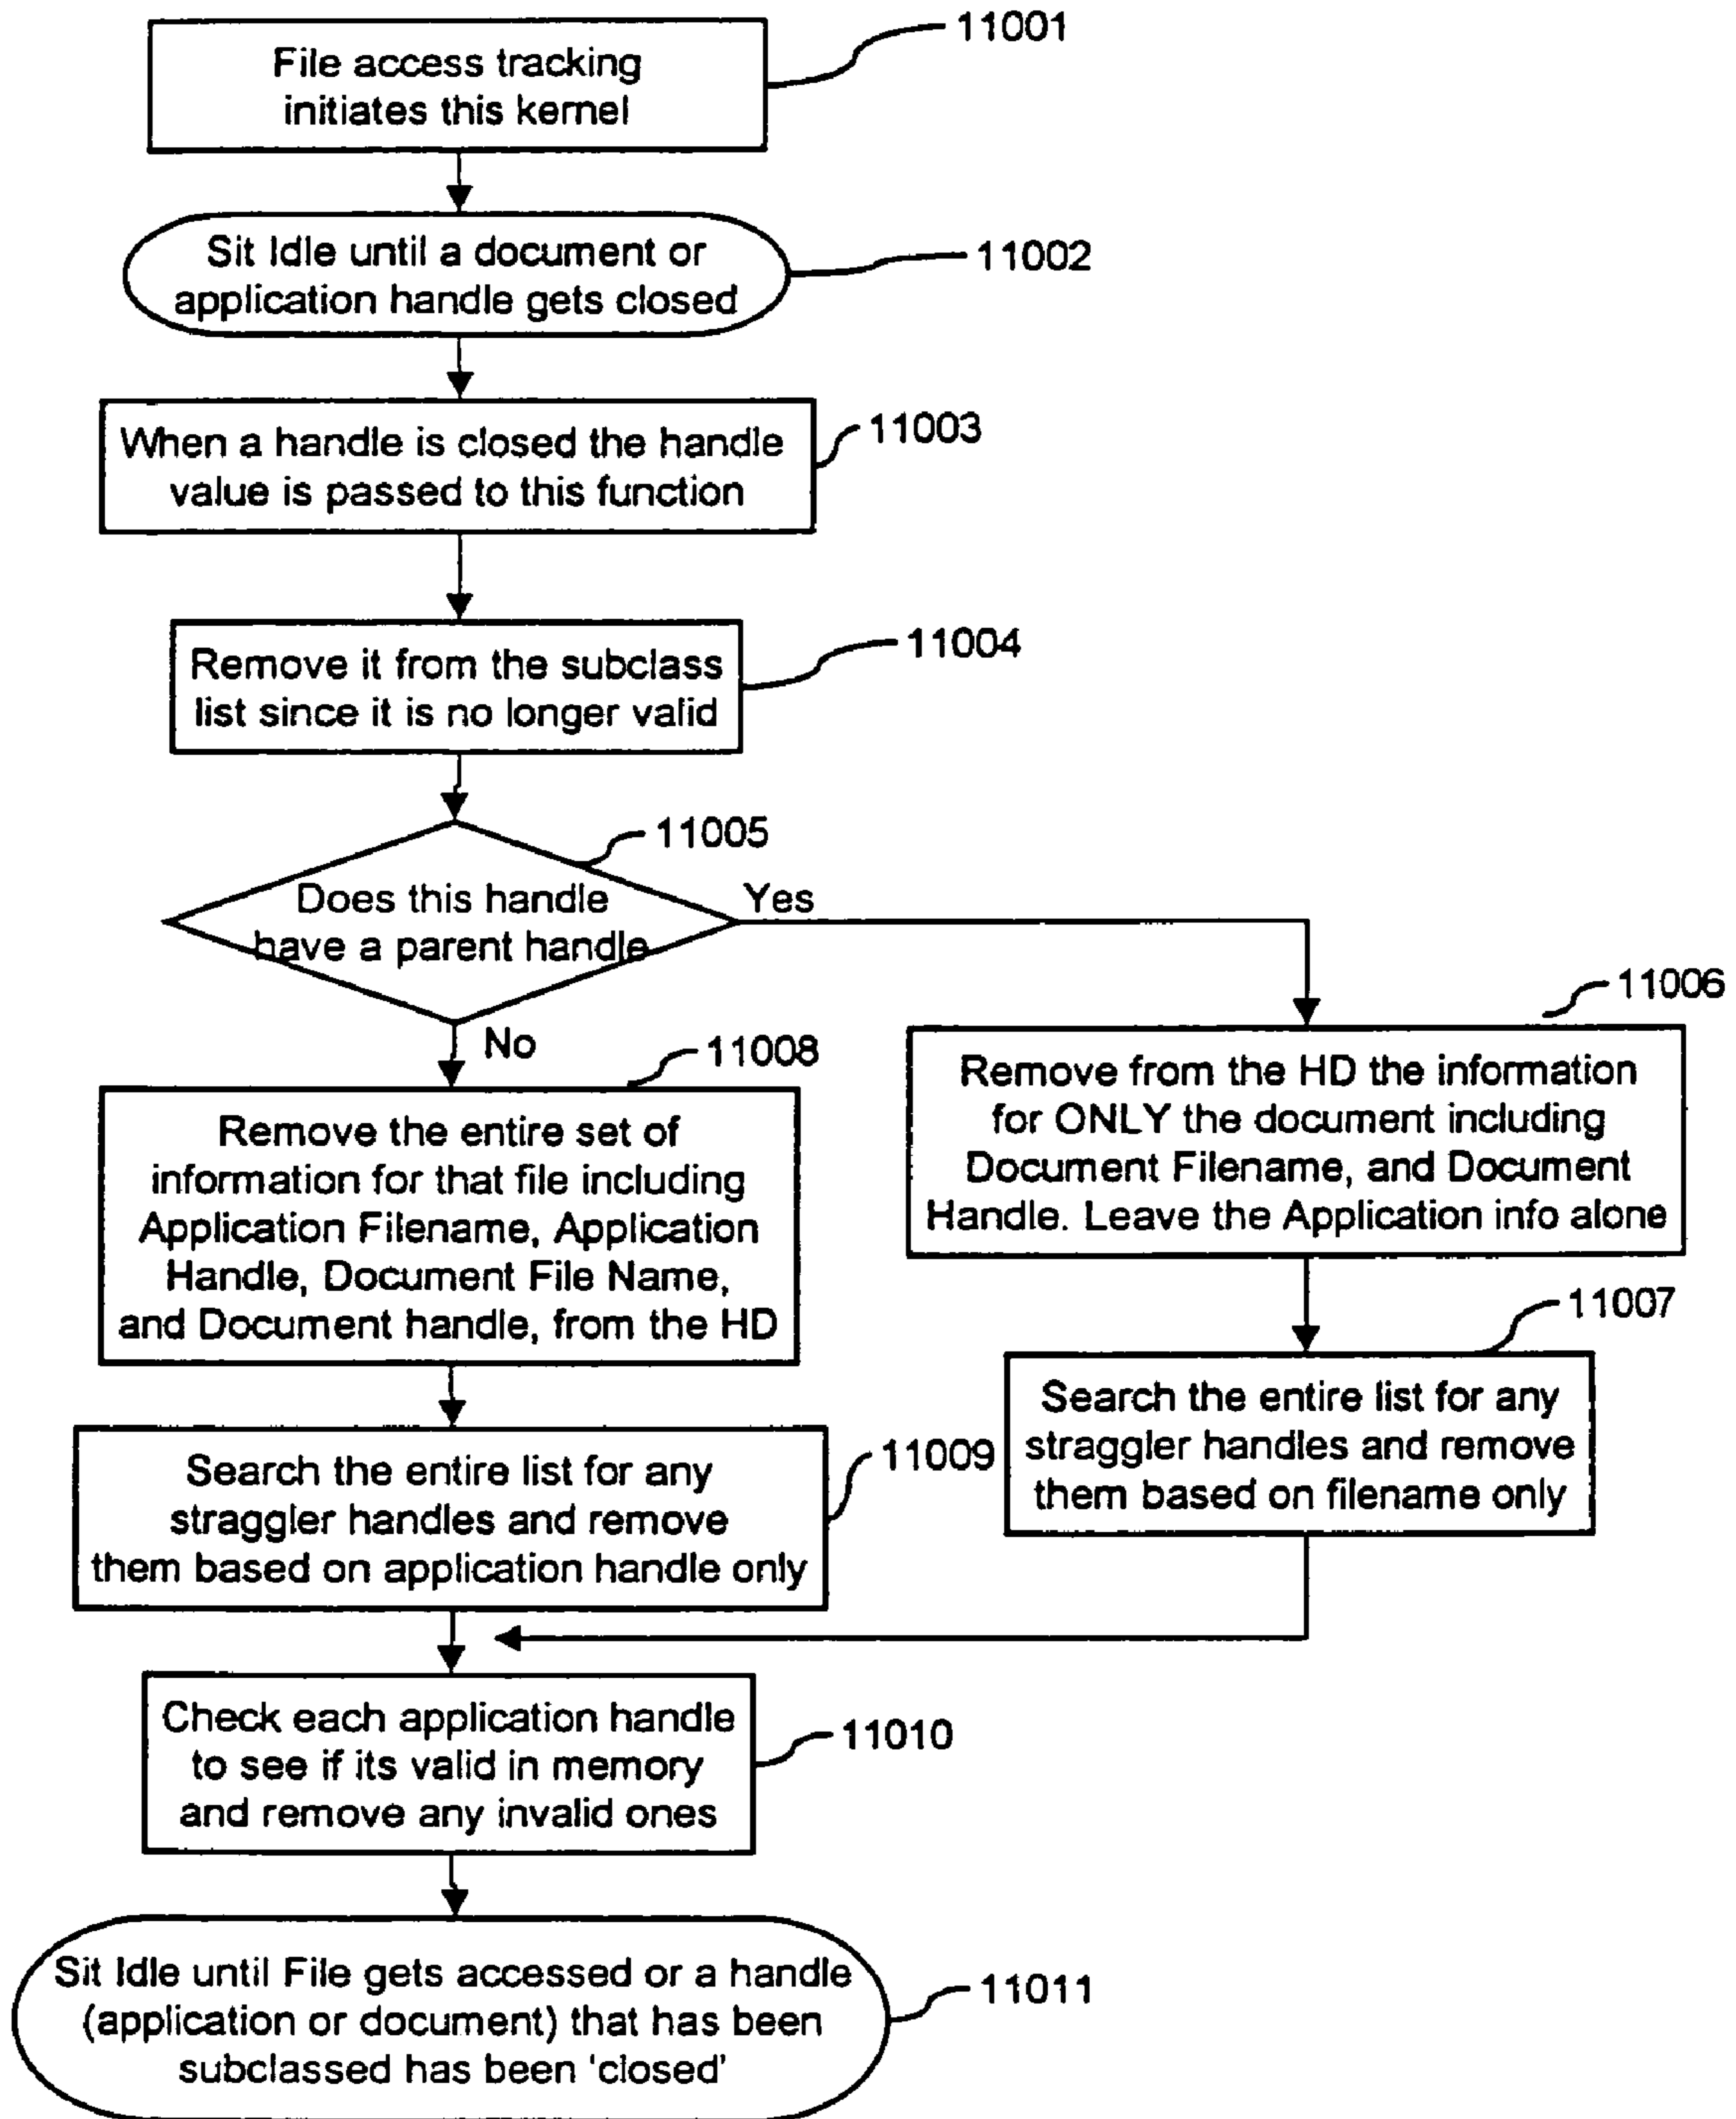 11001
File access tracking
initiates this kernel
Sit Idle until a document or
application handle gets closed
11002
When a handle is closed the handle
value is passed to this function
11003
Remove it from the subclass
list since it is no longer valid
11004
11005
Does this handle
have a parent handle
Yes
No
11006
Remove from the HD the information
for ONLY the document including
Document Filename, and Document
Handle. Leave the Application info alone
11007
Search the entire list for any
straggler handles and remove
them based on filename only
11008
Remove the entire set of
information for that file including
Application Filename, Application
Handle, Document File Name,
and Document handle, from the HD
11009
Search the entire list for any
straggler handles and remove
them based on application handle only
Check each application handle
to see if its valid in memory
and remove any invalid ones
11010
Sit Idle until File gets accessed or a handle
(application or document) that has been
subclassed has been 'closed'
11011